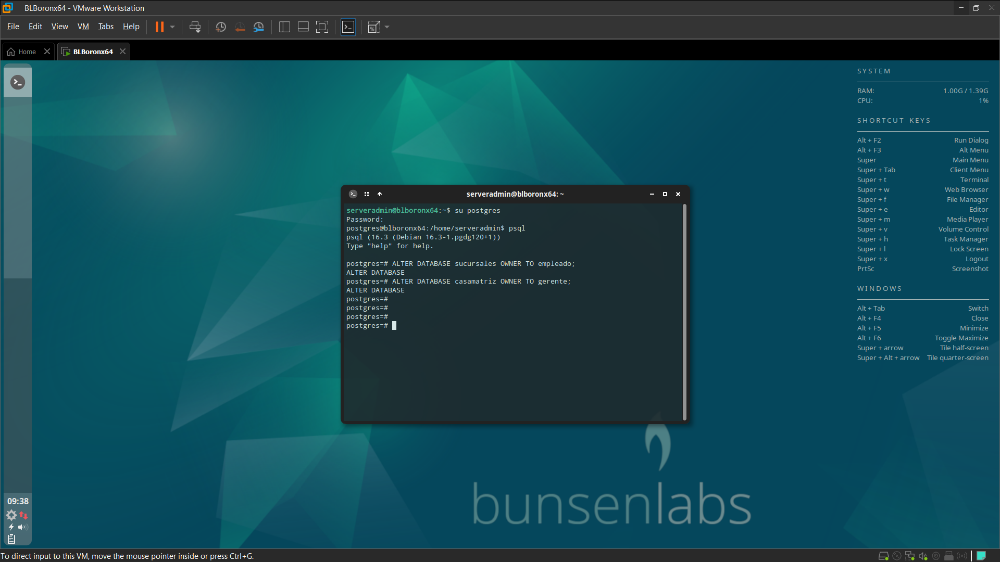 BLBoronx64 - VMware Workstation
File Edit View VM Tabs Help
Home BLBoronx64
serveradmin@blboronx64: ~
serveradmin@blboronx64:~$ su postgres
Password:
postgres@blboronx64:/home/serveradmin$ psql
psql (16.3 (Debian 16.3-1.pgdg120+1))
Type "help" for help.
postgres=# ALTER DATABASE sucursales OWNER TO empleado;
ALTER DATABASE
postgres=# ALTER DATABASE casamatriz OWNER TO gerente;
ALTER DATABASE
postgres=#
postgres=#
postgres=#
postgres=#
SYSTEM
RAM: 1.00G / 1.39G
CPU: 1%
SHORTCUT KEYS
Alt + F2 Run Dialog
Alt + F3 Alt Menu
Super Main Menu
Super + Tab Client Menu
Super + t Terminal
Super + w Web Browser
Super + f File Manager
Super + e Editor
Super + m Media Player
Super + v Volume Control
Super + h Task Manager
Super + l Lock Screen
Super + x Logout
PrtSc Screenshot
WINDOWS
Alt + Tab Switch
Alt + F4 Close
Alt + F5 Minimize
Alt + F6 Toggle Maximize
Super + arrow Tile half-screen
Super + Alt + arrow Tile quarter-screen
bunsenlabs
09:38
To direct input to this VM, move the mouse pointer inside or press Ctrl+G.